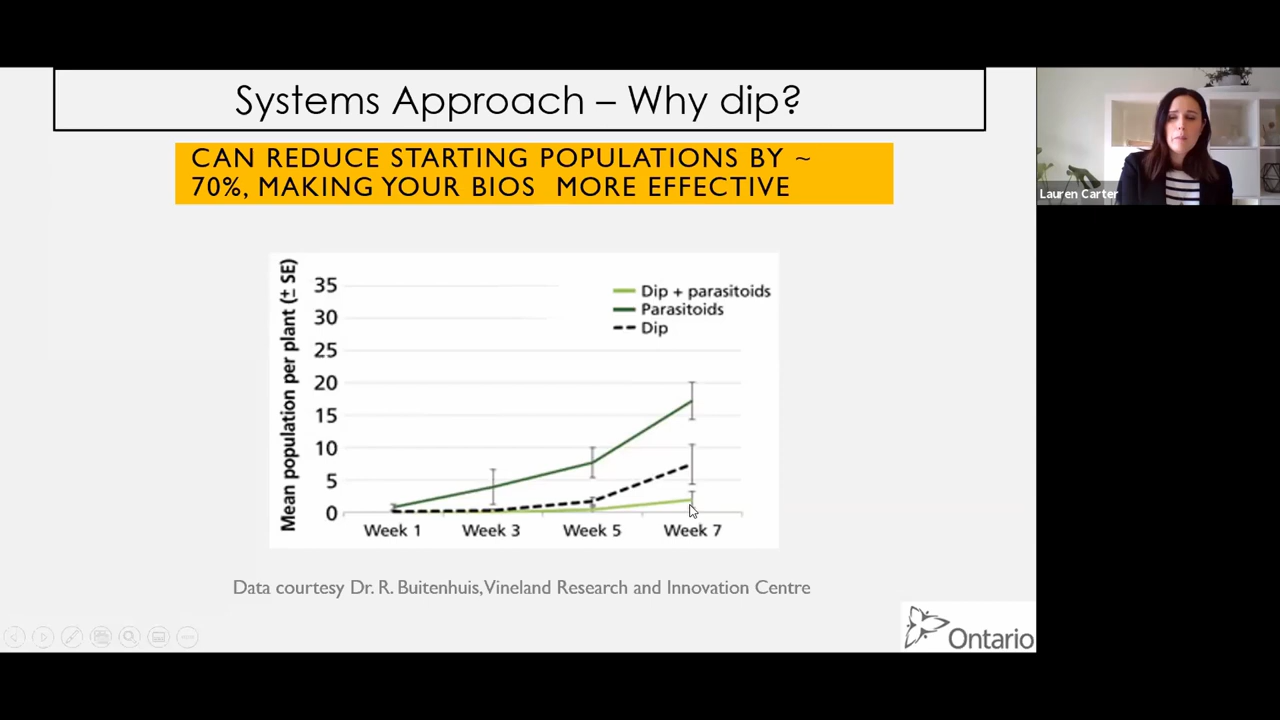 Systems Approach – Why dip?
CAN REDUCE STARTING POPULATIONS BY ~
70%, MAKING YOUR BIOS MORE EFFECTIVE
Lauren Carter
Mean population per plant (± SE)
35
30
25
20
15
10
5
0
Dip + parasitoids
Parasitoids
Dip
Week 1 Week 3 Week 5 Week 7
Data courtesy Dr. R. Buitenhuis, Vineland Research and Innovation Centre
Ontario